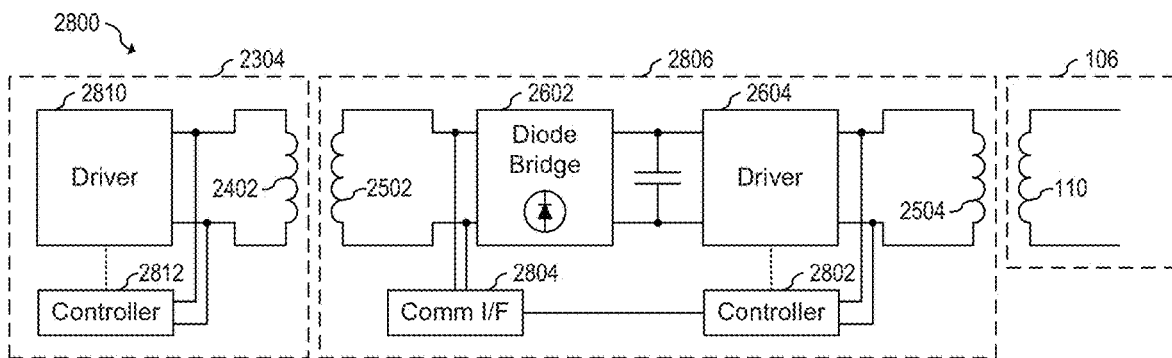 2800
2304
2806
106
2810
2602
2604
Driver
Diode
Bridge
Driver
2402
2502
2504
110
2812
2804
2802
Controller
Comm I/F
Controller